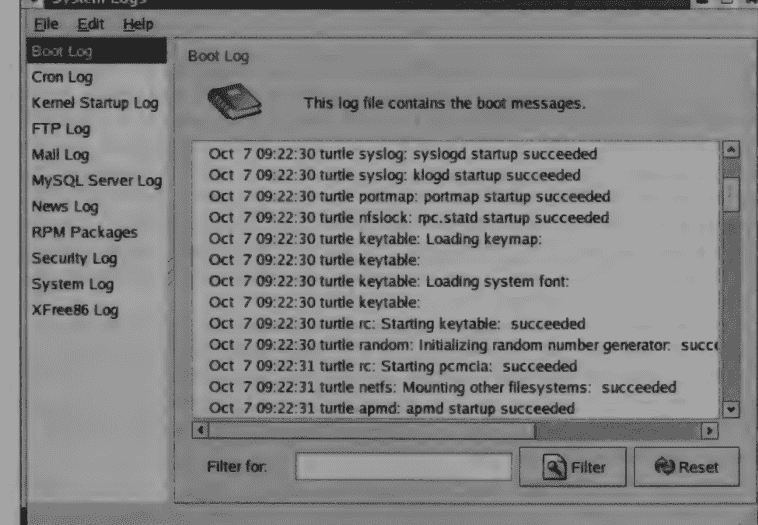 System Logs
File Edit Help
Boot Log
Cron Log
Kernel Startup Log
FTP Log
Mail Log
MySQL Server Log
News Log
RPM Packages
Security Log
System Log
XFree86 Log
Boot Log
This log file contains the boot messages.
Oct 7 09:22:30 turtle syslog: syslogd startup succeeded
Oct 7 09:22:30 turtle syslog: klogd startup succeeded
Oct 7 09:22:30 turtle portmap: portmap startup succeeded
Oct 7 09:22:30 turtle nfslock: rpc.statd startup succeeded
Oct 7 09:22:30 turtle keytable: Loading keymap:
Oct 7 09:22:30 turtle keytable:
Oct 7 09:22:30 turtle keytable: Loading system font:
Oct 7 09:22:30 turtle keytable:
Oct 7 09:22:30 turtle rc: Starting keytable: succeeded
Oct 7 09:22:30 turtle random: Initializing random number generator: succe
Oct 7 09:22:31 turtle rc: Starting pcmcia: succeeded
Oct 7 09:22:31 turtle netfs: Mounting other filesystems: succeeded
Oct 7 09:22:31 turtle apmd: apmd startup succeeded
Filter for:
Filter
Reset